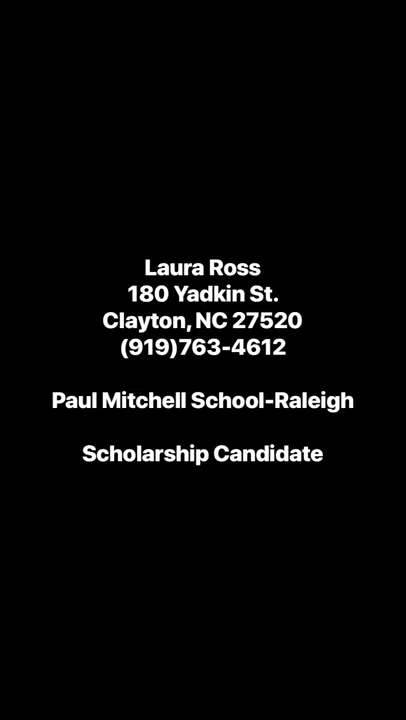 Laura Ross
180 Yadkin St.
Clayton, NC 27520
(919)763-4612
Paul Mitchell School-Raleigh
Scholarship Candidate